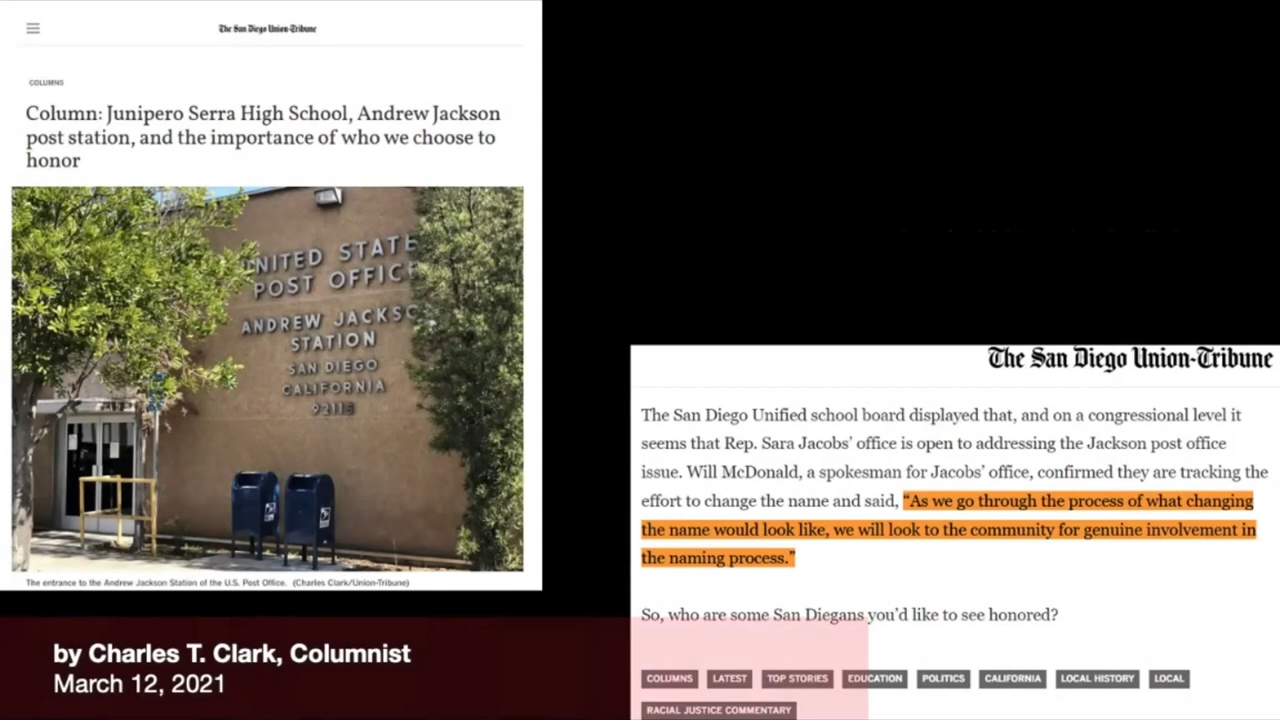 The San Diego Union-Tribune
COLUMNS
Column: Junipero Serra High School, Andrew Jackson
post station, and the importance of who we choose to
honor
UNITED STATE
POST OFFIC
ANDREW JACKSO
STATION
SAN DIEGO
CALIFORNIA
92115
The entrance to the Andrew Jackson Station of the U.S. Post Office. (Charles Clark/Union-Tribune)
by Charles T. Clark, Columnist
March 12, 2021
The San Diego Union-Tribune
The San Diego Unified school board displayed that, and on a congressional level it
seems that Rep. Sara Jacobs' office is open to addressing the Jackson post office
issue. Will McDonald, a spokesman for Jacobs' office, confirmed they are tracking the
effort to change the name and said, “As we go through the process of what changing
the name would look like, we will look to the community for genuine involvement in
the naming process.”
So, who are some San Diegans you'd like to see honored?
COLUMNS LATEST TOP STORIES EDUCATION POLITICS CALIFORNIA LOCAL HISTORY LOCAL
RACIAL JUSTICE COMMENTARY